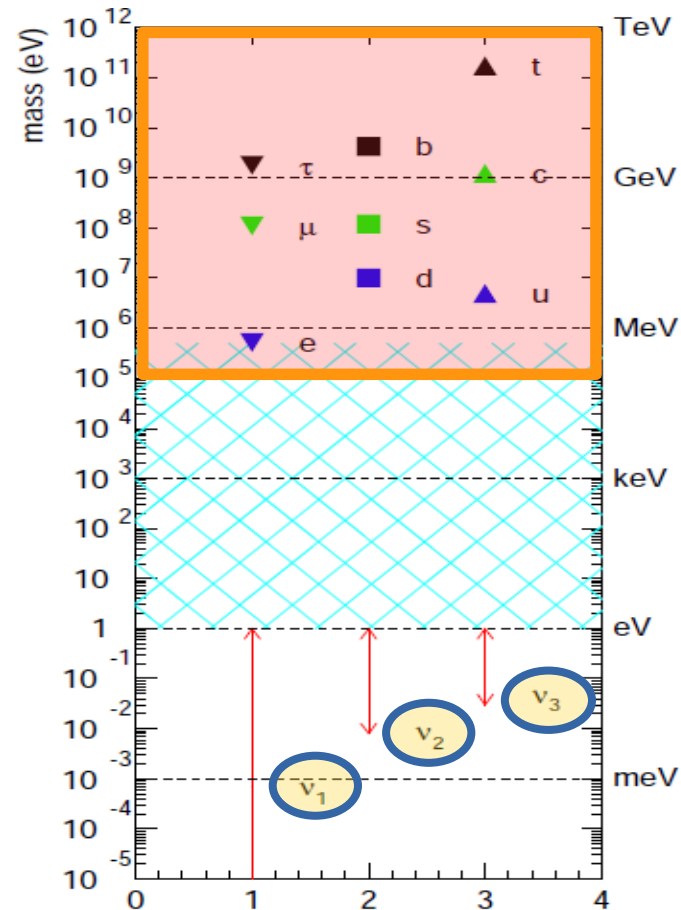 mass (eV)
10 12 TeV
10 11 t
10 10 b
τ
10 9 c GeV
10 8 μ s
10 7 d u
10 6 MeV
e
10 5
10 4
10 3 keV
10 2
10
1 eV
10 -1
ν3
10 -2 ν2
10 -3 meV
ν1
10 -4
10 -5
0 1 2 3 4